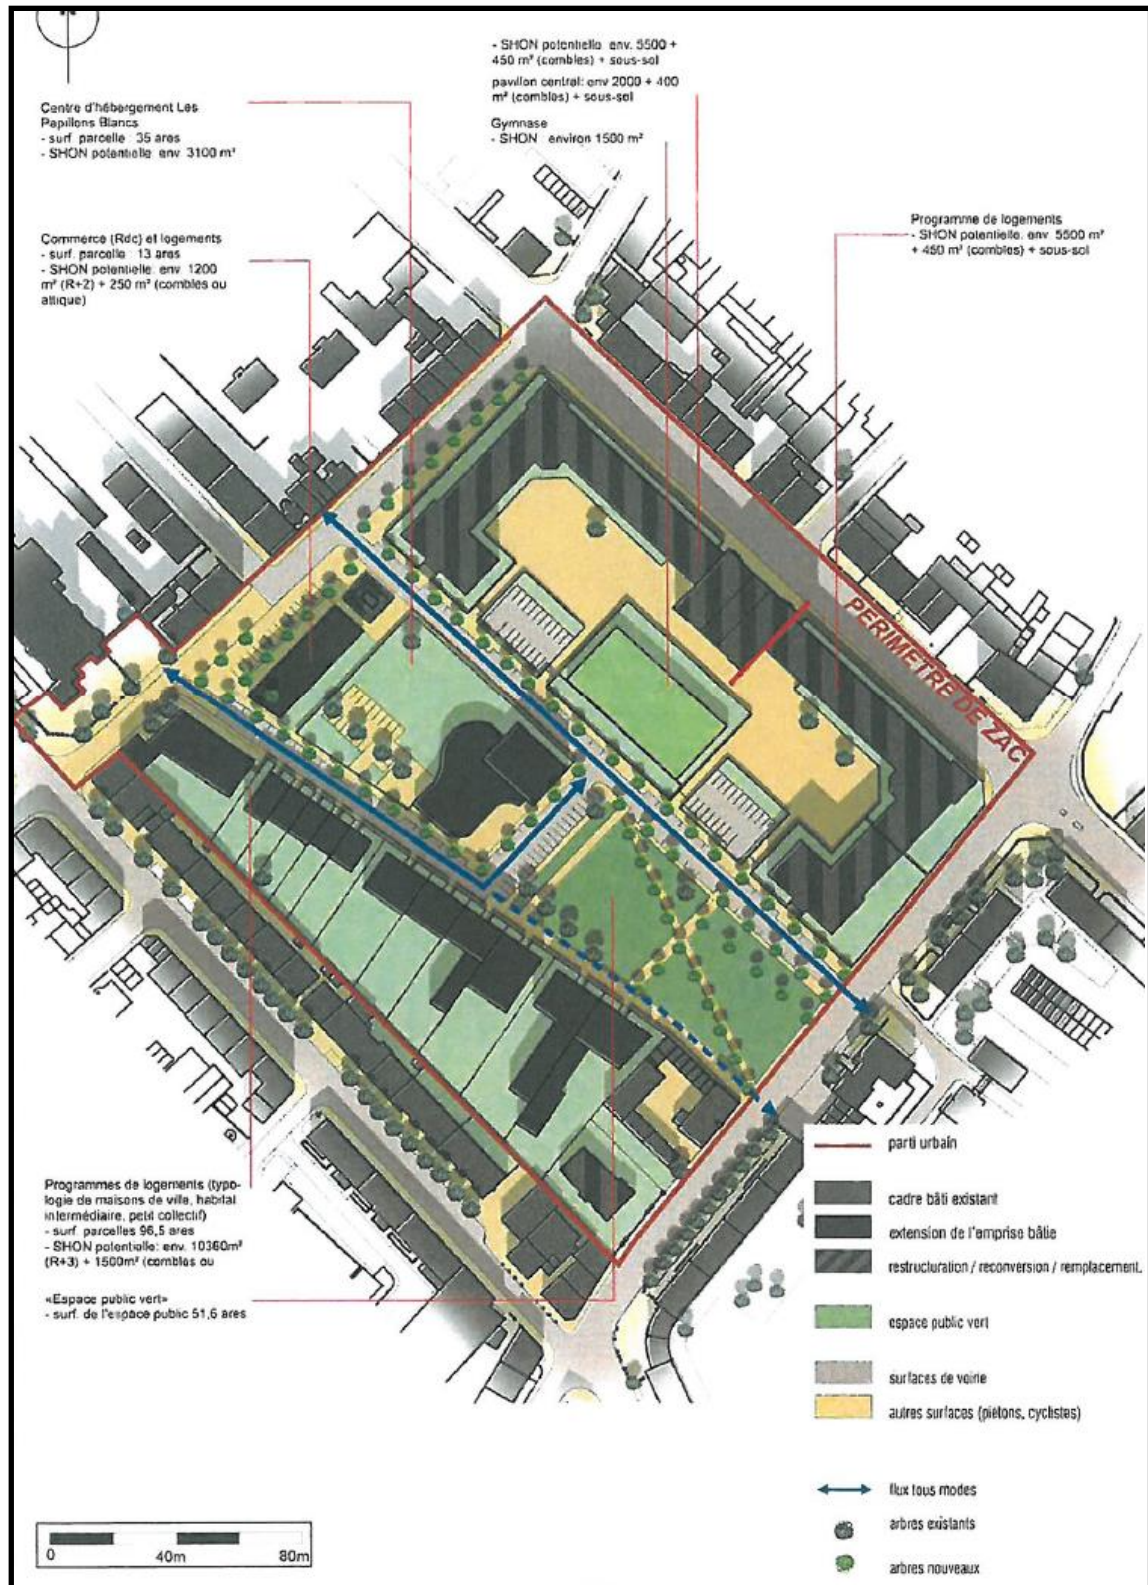 - SHON potentielle env. 5500 +
450 m² (combles) + sous-sol
pavillon central: env 2000 + 400
m² (combles) + sous-sol
Gymnase
- SHON environ 1500 m²
Centre d'hébergement Les
Papillons Blancs
- surf. parcelle : 35 ares
- SHON potentielle env. 3100 m²
Programme de logements
- SHON potentielle. env. 5500 m²
+ 450 m² (combles) + sous-sol
Commerce (Rdc) et logements
- surf. parcelle : 13 ares
- SHON potentielle. env. 1200
m² (R+2) + 250 m² (combles ou
attique)
PERIMETRE DE ZAC
Programmes de logements (typo-
logie de maisons de ville, habitat
intermédiaire, petit collectif)
- surf. parcelles 96,5 ares
- SHON potentielle: env. 10360m²
(R+3) + 1500m² (combles ou
«Espace public vert»
- surf. de l'espace public 51,6 ares
parti urbain
cadre bâti existant
extension de l'emprise bâtie
restructuration / reconversion / remplacement.
espace public vert
surfaces de voirie
autres surfaces (piétons, cyclistes)
flux tous modes
arbres existants
arbres nouveaux
0 40m 80m